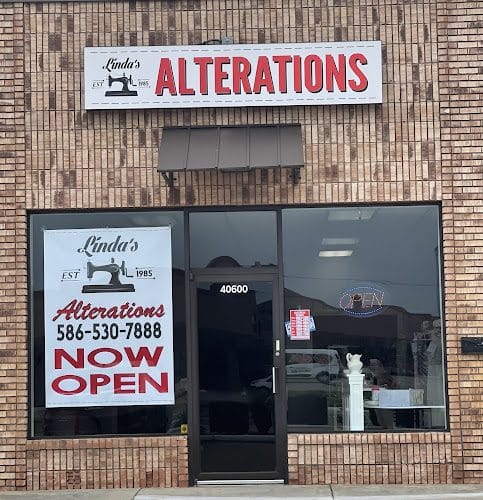 Linda's
EST 1985
ALTERATIONS
Linda's
EST 1985
Alterations
586-530-7888
NOW
OPEN
40600
OPEN